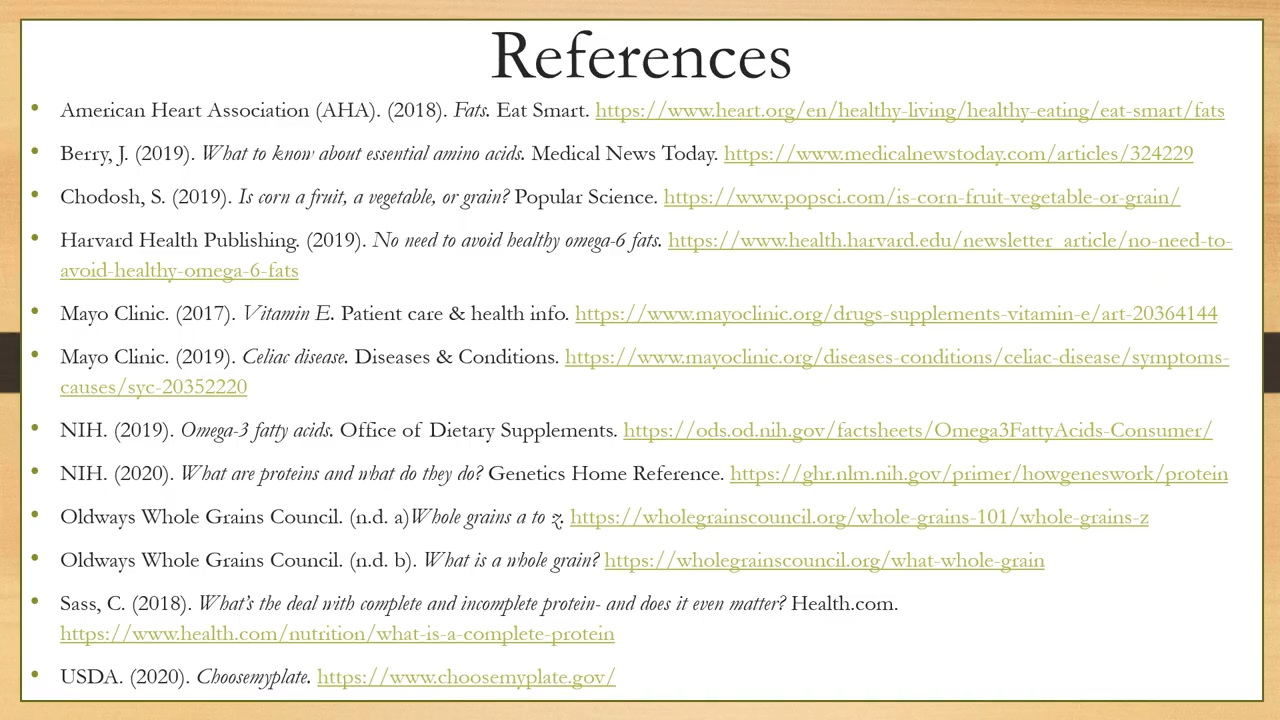 References
• American Heart Association (AHA). (2018). Fats. Eat Smart. https://www.heart.org/en/healthy-living/healthy-eating/eat-smart/fats
• Berry, J. (2019). What to know about essential amino acids. Medical News Today. https://www.medicalnewstoday.com/articles/324229
• Chodosh, S. (2019). Is corn a fruit, a vegetable, or grain? Popular Science. https://www.popsci.com/is-corn-fruit-vegetable-or-grain/
• Harvard Health Publishing. (2019). No need to avoid healthy omega-6 fats. https://www.health.harvard.edu/newsletter_article/no-need-to-
avoid-healthy-omega-6-fats
• Mayo Clinic. (2017). Vitamin E. Patient care & health info. https://www.mayoclinic.org/drugs-supplements-vitamin-e/art-20364144
• Mayo Clinic. (2019). Celiac disease. Diseases & Conditions. https://www.mayoclinic.org/diseases-conditions/celiac-disease/symptoms-
causes/syc-20352220
• NIH. (2019). Omega-3 fatty acids. Office of Dietary Supplements. https://ods.od.nih.gov/factsheets/Omega3FattyAcids-Consumer/
• NIH. (2020). What are proteins and what do they do? Genetics Home Reference. https://ghr.nlm.nih.gov/primer/howgeneswork/protein
• Oldways Whole Grains Council. (n.d. a)Whole grains a to z. https://wholegrainscouncil.org/whole-grains-101/whole-grains-z
• Oldways Whole Grains Council. (n.d. b). What is a whole grain? https://wholegrainscouncil.org/what-whole-grain
• Sass, C. (2018). What's the deal with complete and incomplete protein- and does it even matter? Health.com.
https://www.health.com/nutrition/what-is-a-complete-protein
• USDA. (2020). Choosemyplate. https://www.choosemyplate.gov/